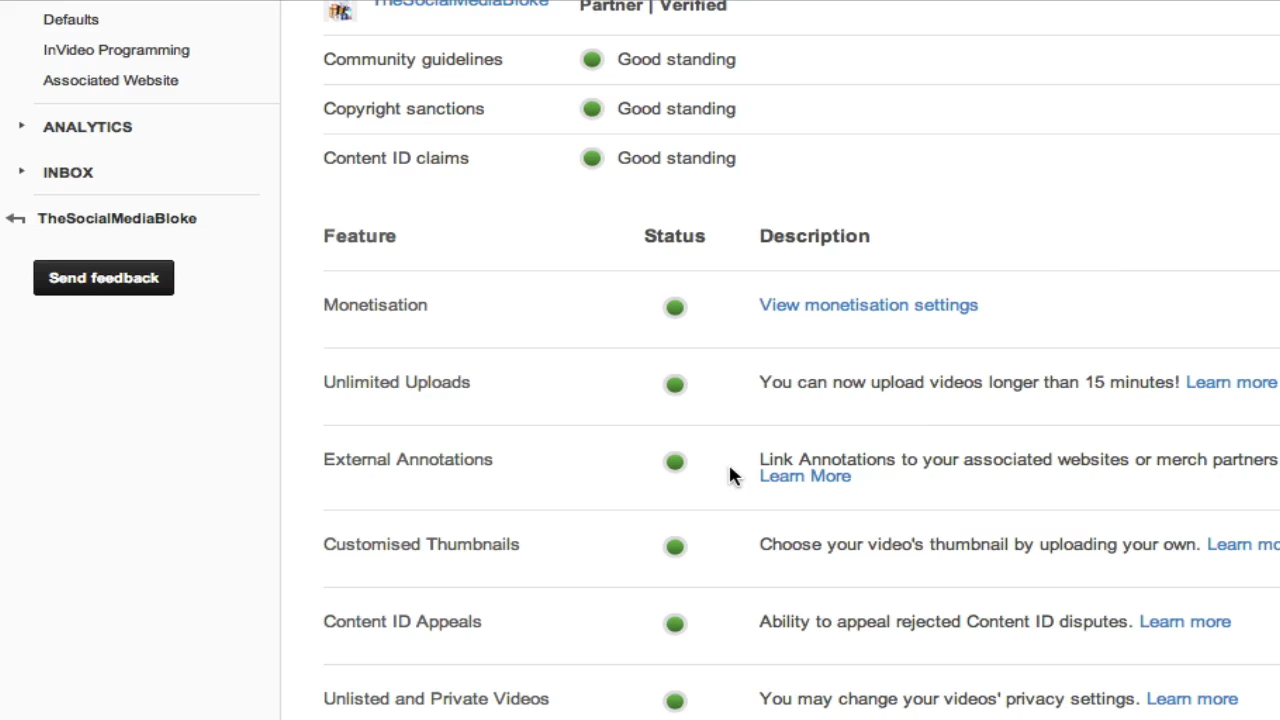 Defaults
InVideo Programming
Associated Website
ANALYTICS
INBOX
TheSocialMediaBloke
Send feedback
TheSocialMediaBloke Partner | Verified
Community guidelines Good standing
Copyright sanctions Good standing
Content ID claims Good standing
Feature Status Description
Monetisation View monetisation settings
Unlimited Uploads You can now upload videos longer than 15 minutes! Learn more
External Annotations Link Annotations to your associated websites or merch partners
Learn More
Customised Thumbnails Choose your video's thumbnail by uploading your own. Learn mo
Content ID Appeals Ability to appeal rejected Content ID disputes. Learn more
Unlisted and Private Videos You may change your videos' privacy settings. Learn more